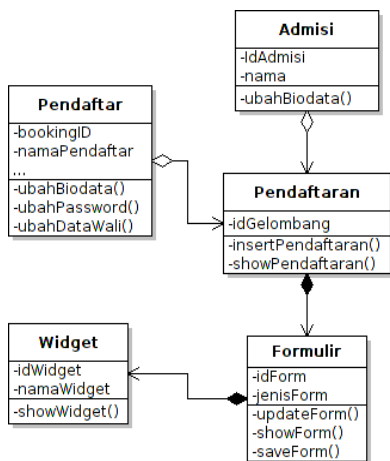 Admisi
-IdAdmisi
-nama
-ubahBiodata()
Pendaftar
-bookingID
-namaPendaftar
...
-ubahBiodata()
-ubahPassword()
-ubahDataWali()
Pendaftaran
-idGelombang
-insertPendaftaran()
-showPendaftaran()
Widget
-idWidget
-namaWidget
-showWidget()
Formulir
-idForm
-jenisForm
-updateForm()
-showForm()
-saveForm()